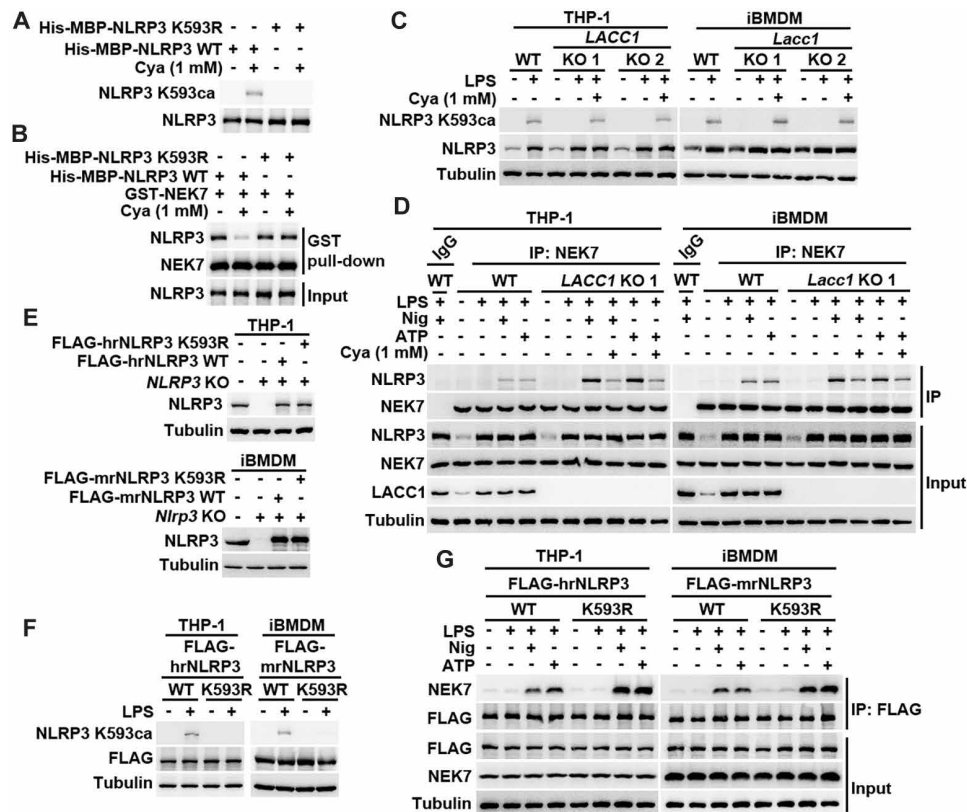 A
His-MBP-NLRP3 K593R - - + +
His-MBP-NLRP3 WT + + - -
Cya (1 mM) - + - +
NLRP3 K593ca
NLRP3
B
His-MBP-NLRP3 K593R - - + +
His-MBP-NLRP3 WT + + - -
GST-NEK7 + + + +
Cya (1 mM) - + - +
NLRP3
NEK7
GST
pull-down
NLRP3
Input
C
THP-1 iBMDM
LACC1 Lacc1
WT KO 1 KO 2 WT KO 1 KO 2
LPS - + - + + - + + - + - + + - + +
Cya (1 mM) - - - - + - - + - - - - + - - +
NLRP3 K593ca
NLRP3
Tubulin
D
THP-1 iBMDM
IgG IP: NEK7 IgG IP: NEK7
WT WT LACC1 KO 1 WT WT Lacc1 KO 1
LPS + - + + + - + + + + + + - + + + - + + + + +
Nig + - - + - - - + + - - + - - + - - - + + - -
ATP - - - - + - - - - + + - - - - + - - - - + +
Cya (1 mM) - - - - - - - - + - + - - - - - - - - + - +
NLRP3
NEK7
IP
NLRP3
NEK7
LACC1
Tubulin
Input
E
THP-1
FLAG-hrNLRP3 K593R - - - +
FLAG-hrNLRP3 WT - - + -
NLRP3 KO - + + +
NLRP3
Tubulin
iBMDM
FLAG-mrNLRP3 K593R - - - +
FLAG-mrNLRP3 WT - - + -
Nlrp3 KO - + + +
NLRP3
Tubulin
F
THP-1 iBMDM
FLAG- FLAG-
hrNLRP3 mrNLRP3
WT K593R WT K593R
LPS - + - + - + - +
NLRP3 K593ca
FLAG
Tubulin
G
THP-1 iBMDM
FLAG-hrNLRP3 FLAG-mrNLRP3
WT K593R WT K593R
LPS - + + + - + + + - + + + - + + +
Nig - - + - - - + - - - + - - - + -
ATP - - - + - - - + - - - + - - - +
NEK7
FLAG
IP: FLAG
FLAG
NEK7
Tubulin
Input